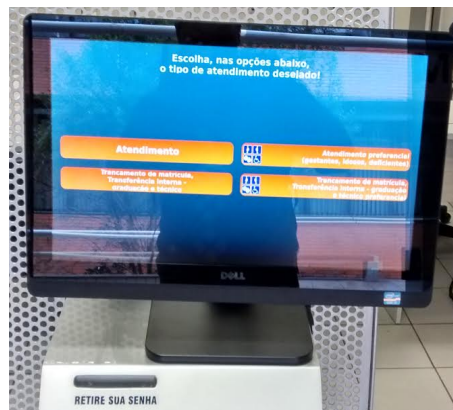 Escolha, nas opções abaixo,
o tipo de atendimento desejado!
Atendimento
Atendimento preferencial
(gestantes, idosos, deficientes)
Trancamento de matrícula,
Transferência interna -
graduação e técnico
Trancamento de matrícula,
Transferência interna - graduação
e técnico preferencial
DELL
RETIRE SUA SENHA